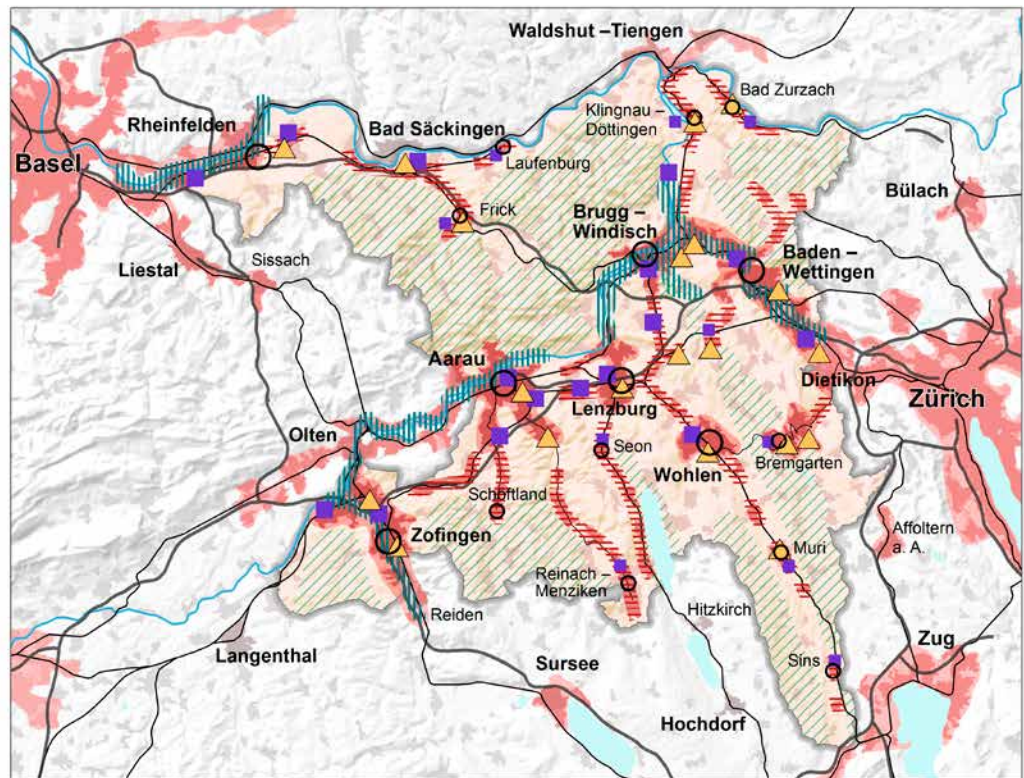 Waldshut –Tiengen
Bad Zurzach
Klingnau –
Döttingen
Rheinfelden
Bad Säckingen
Basel
Laufenburg
Bülach
Frick
Brugg –
Windisch
Baden –
Wettingen
Liestal
Sissach
Aarau
Dietikon
Zürich
Lenzburg
Olten
Seon
Wohlen
Bremgarten
Schöftland
Zofingen
Affoltern
a. A.
Muri
Reinach –
Menziken
Reiden
Hitzkirch
Langenthal
Sursee
Sins
Zug
Hochdorf